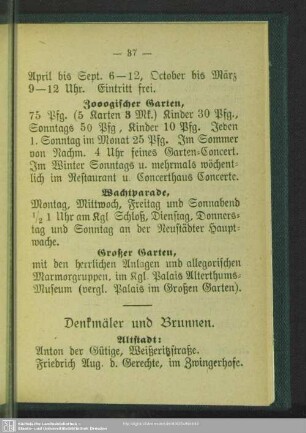 — 37 —
April bis Sept. 6—12, October bis März
9—12 Uhr. Eintritt frei.
Zoologischer Garten,
75 Pfg. (5 Karten 3 Mk.) Kinder 30 Pfg.,
Sonntags 50 Pfg, Kinder 10 Pfg. Jeden
1. Sonntag im Monat 25 Pfg. Im Sommer
von Nachm. 4 Uhr feines Garten-Concert.
Im Winter Sonntags u. mehrmals wöchent-
lich im Restaurant u Concerthaus Concerte.
Wachtparade,
Montag, Mittwoch, Freitag und Sonnabend
1/2 1 Uhr am Kgl Schloß, Dienstag, Donners-
tag und Sonntag an der Neustädter Haupt-
wache.
Großer Garten,
mit den herrlichen Anlagen und allegorischen
Marmorgruppen, im Kgl. Palais Alterthums-
Museum (vergl. Palais im Großen Garten).
Denkmäler und Brunnen.
Altstadt:
Anton der Gütige, Weißeritzstraße.
Friedrich Aug. d. Gerechte, im Zwingerhofe.